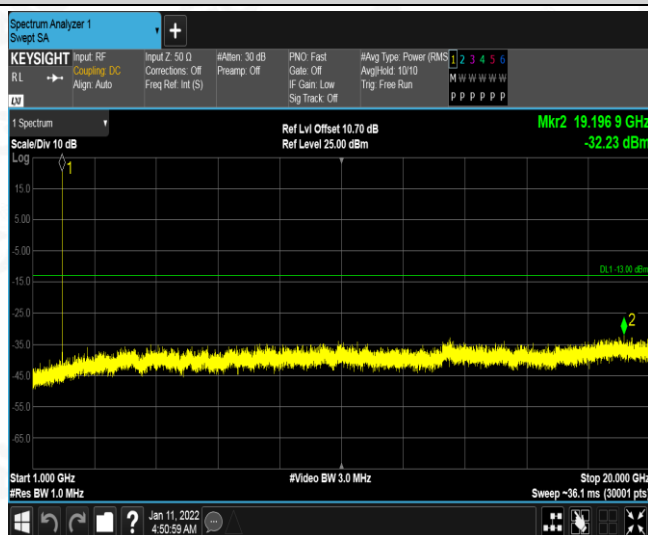 Spectrum Analyzer 1
Swept SA
+
KEYSIGHT
RL
LXI
Input: RF
Coupling: DC
Align: Auto
Input Z: 50 Ω
Corrections: Off
Freq Ref: Int (S)
#Atten: 30 dB
Preamp: Off
PNO: Fast
Gate: Off
IF Gain: Low
Sig Track: Off
#Avg Type: Power (RMS
Avg|Hold: 10/10
Trig: Free Run
1 2 3 4 5 6
M W W W W W
P P P P P P
1 Spectrum
Scale/Div 10 dB
Ref Lvl Offset 10.70 dB
Ref Level 25.00 dBm
Mkr2 19.196 9 GHz
-32.23 dBm
Log
1
15.0
5.00
-5.00
DL1 -13.00 dBm
-15.0
-25.0
2
-35.0
-45.0
-55.0
-65.0
Start 1.000 GHz
#Video BW 3.0 MHz
Stop 20.000 GHz
#Res BW 1.0 MHz
Sweep ~36.1 ms (30001 pts)
?
Jan 11, 2022
4:50:59 AM